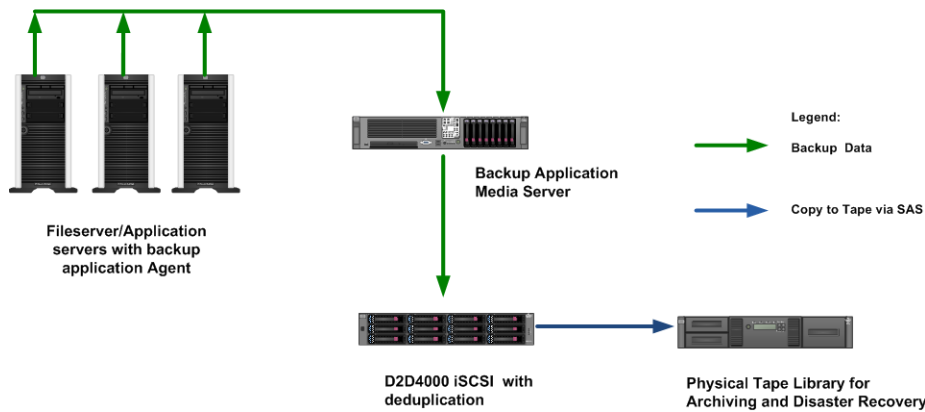 Legend:
Backup Data
Copy to Tape via SAS
Backup Application
Media Server
Fileserver/Application
servers with backup
application Agent
D2D4000 iSCSI with
deduplication
Physical Tape Library for
Archiving and Disaster Recovery